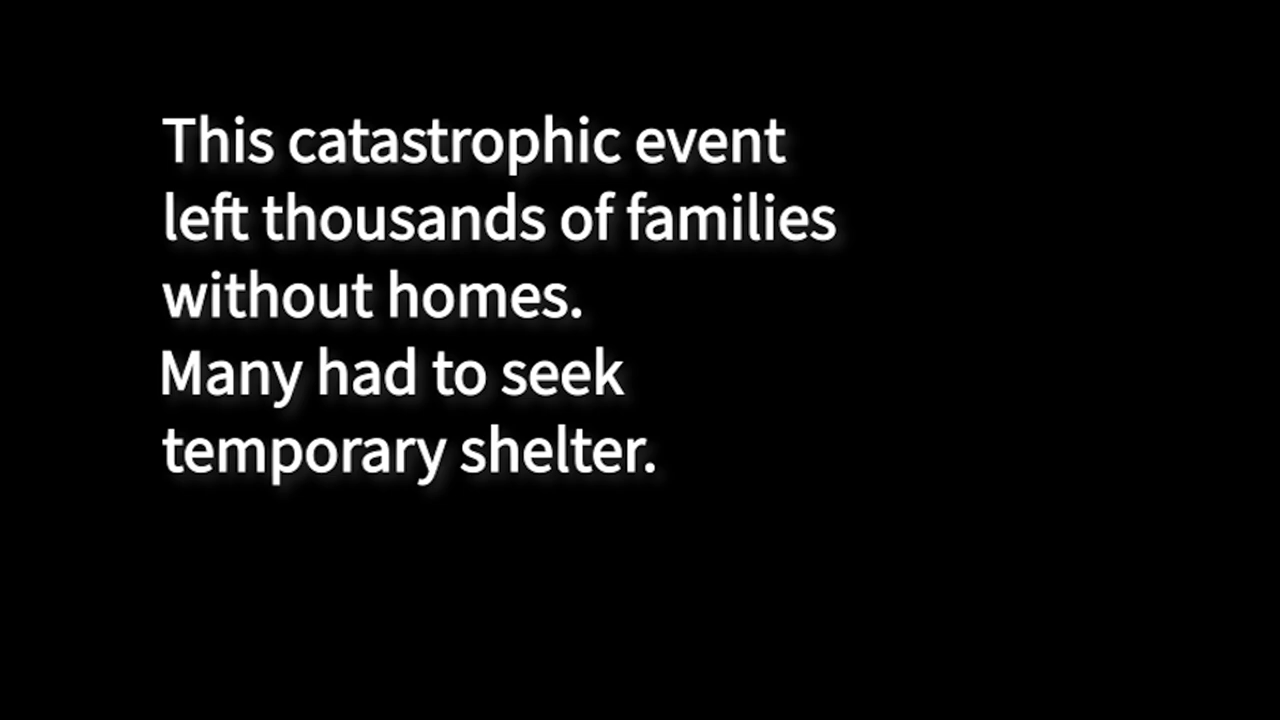 This catastrophic event
left thousands of families
without homes.
Many had to seek
temporary shelter.